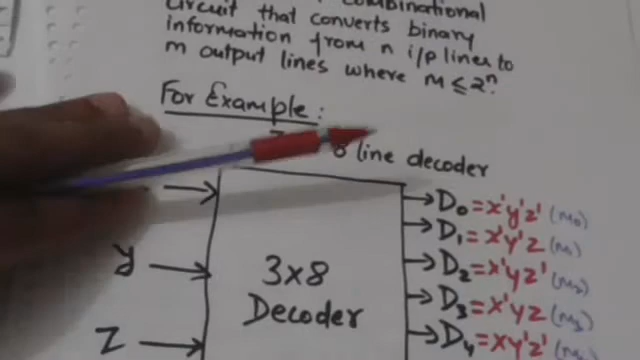 combinational
circuit that converts binary
information from n i/p lines to
m output lines where m ≤ 2ⁿ.
For Example:
8 line decoder
D₀ = x'y'z' (m₀)
D₁ = x'y'z (m₁)
y
3x8
D₂ = x'yz' (m₂)
Decoder
D₃ = x'yz (m₃)
Z
D₄ = xy'z'